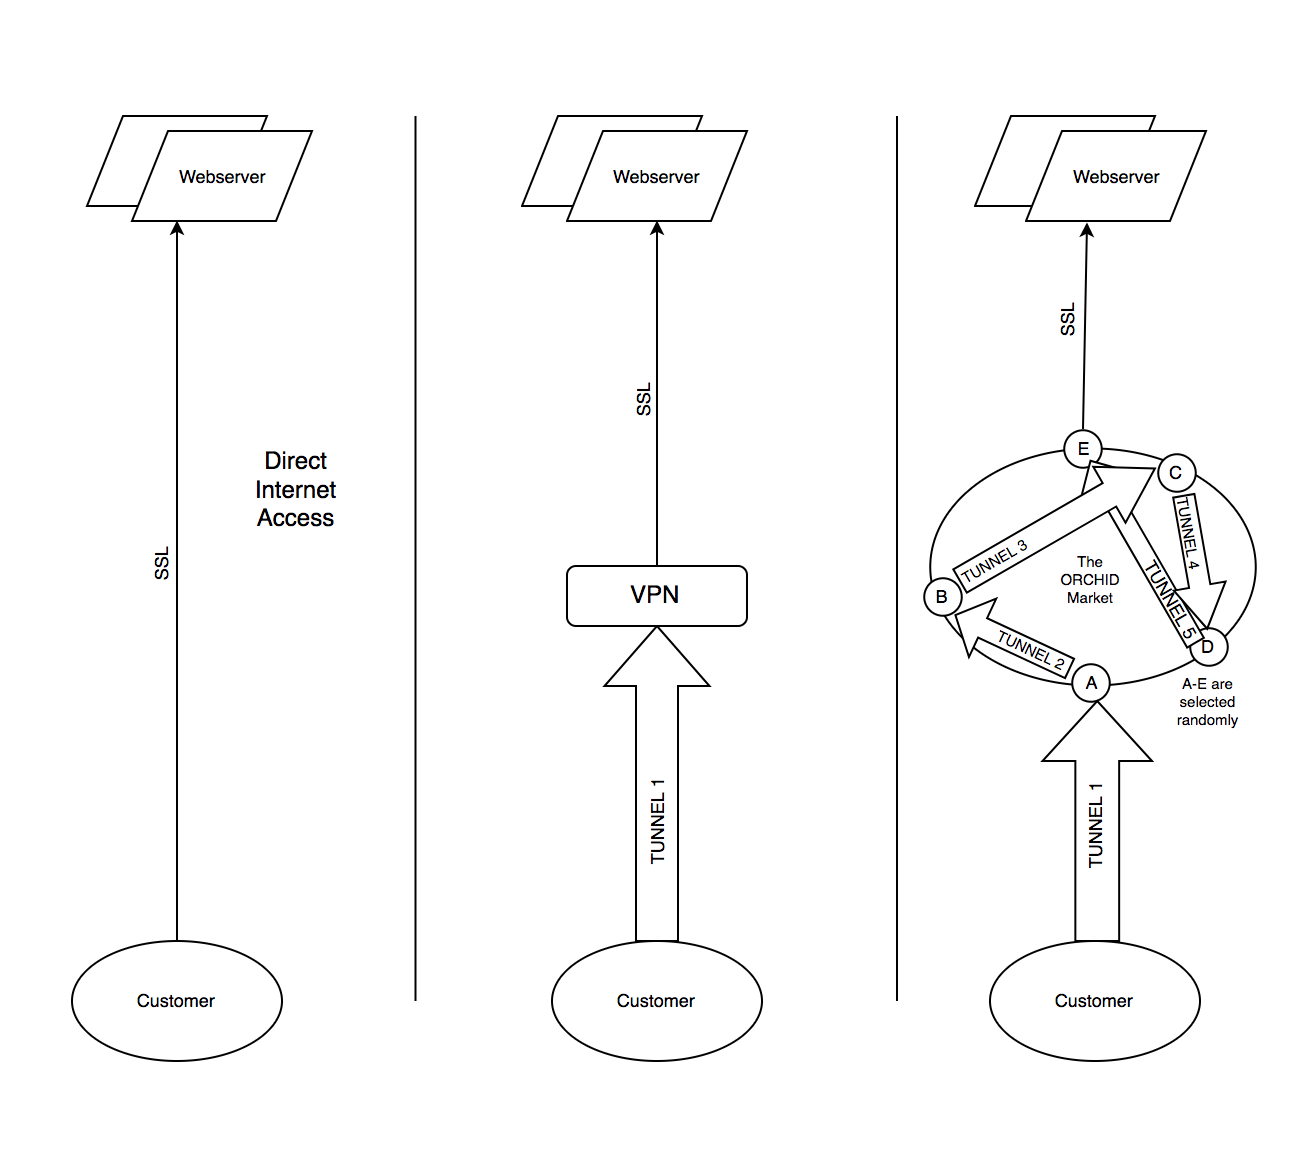 Webserver
SSL
Direct
Internet
Access
Customer
Webserver
SSL
VPN
TUNNEL 1
Customer
Webserver
SSL
E
C
TUNNEL 3
TUNNEL 4
The
ORCHID
Market
TUNNEL 5
B
TUNNEL 2
D
A
A-E are
selected
randomly
TUNNEL 1
Customer